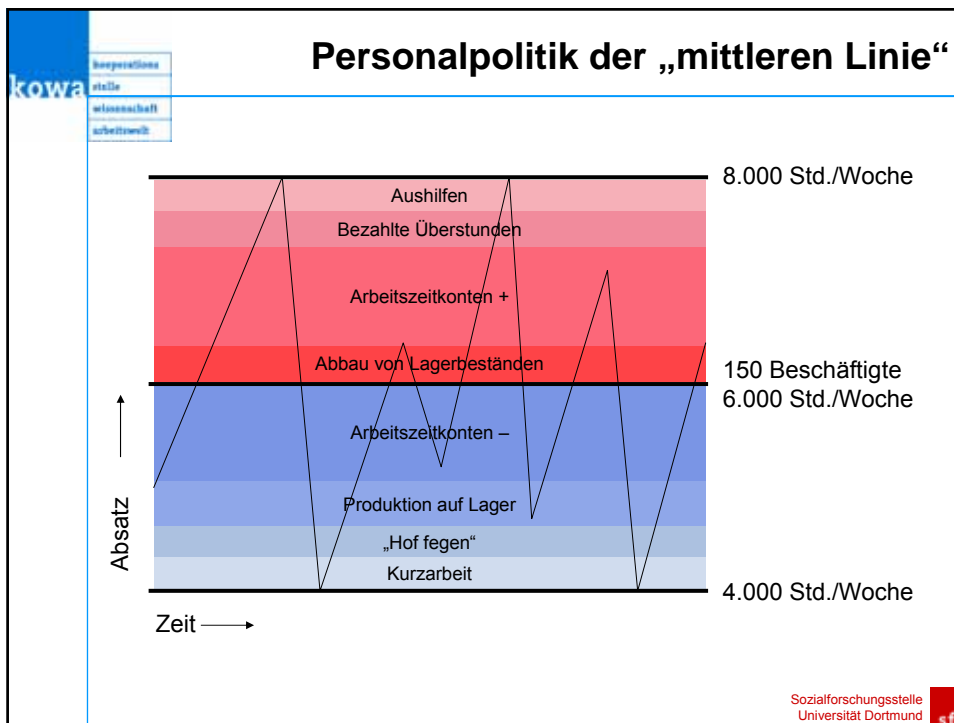 Personalpolitik der „mittleren Linie“
kowa
kooperations
stelle
wissenschaft
arbeitswelt
8.000 Std./Woche
Aushilfen
Bezahlte Überstunden
Arbeitszeitkonten +
Abbau von Lagerbeständen
150 Beschäftigte
6.000 Std./Woche
Arbeitszeitkonten –
Produktion auf Lager
„Hof fegen“
Kurzarbeit
4.000 Std./Woche
Absatz
Zeit
Sozialforschungsstelle
Universität Dortmund